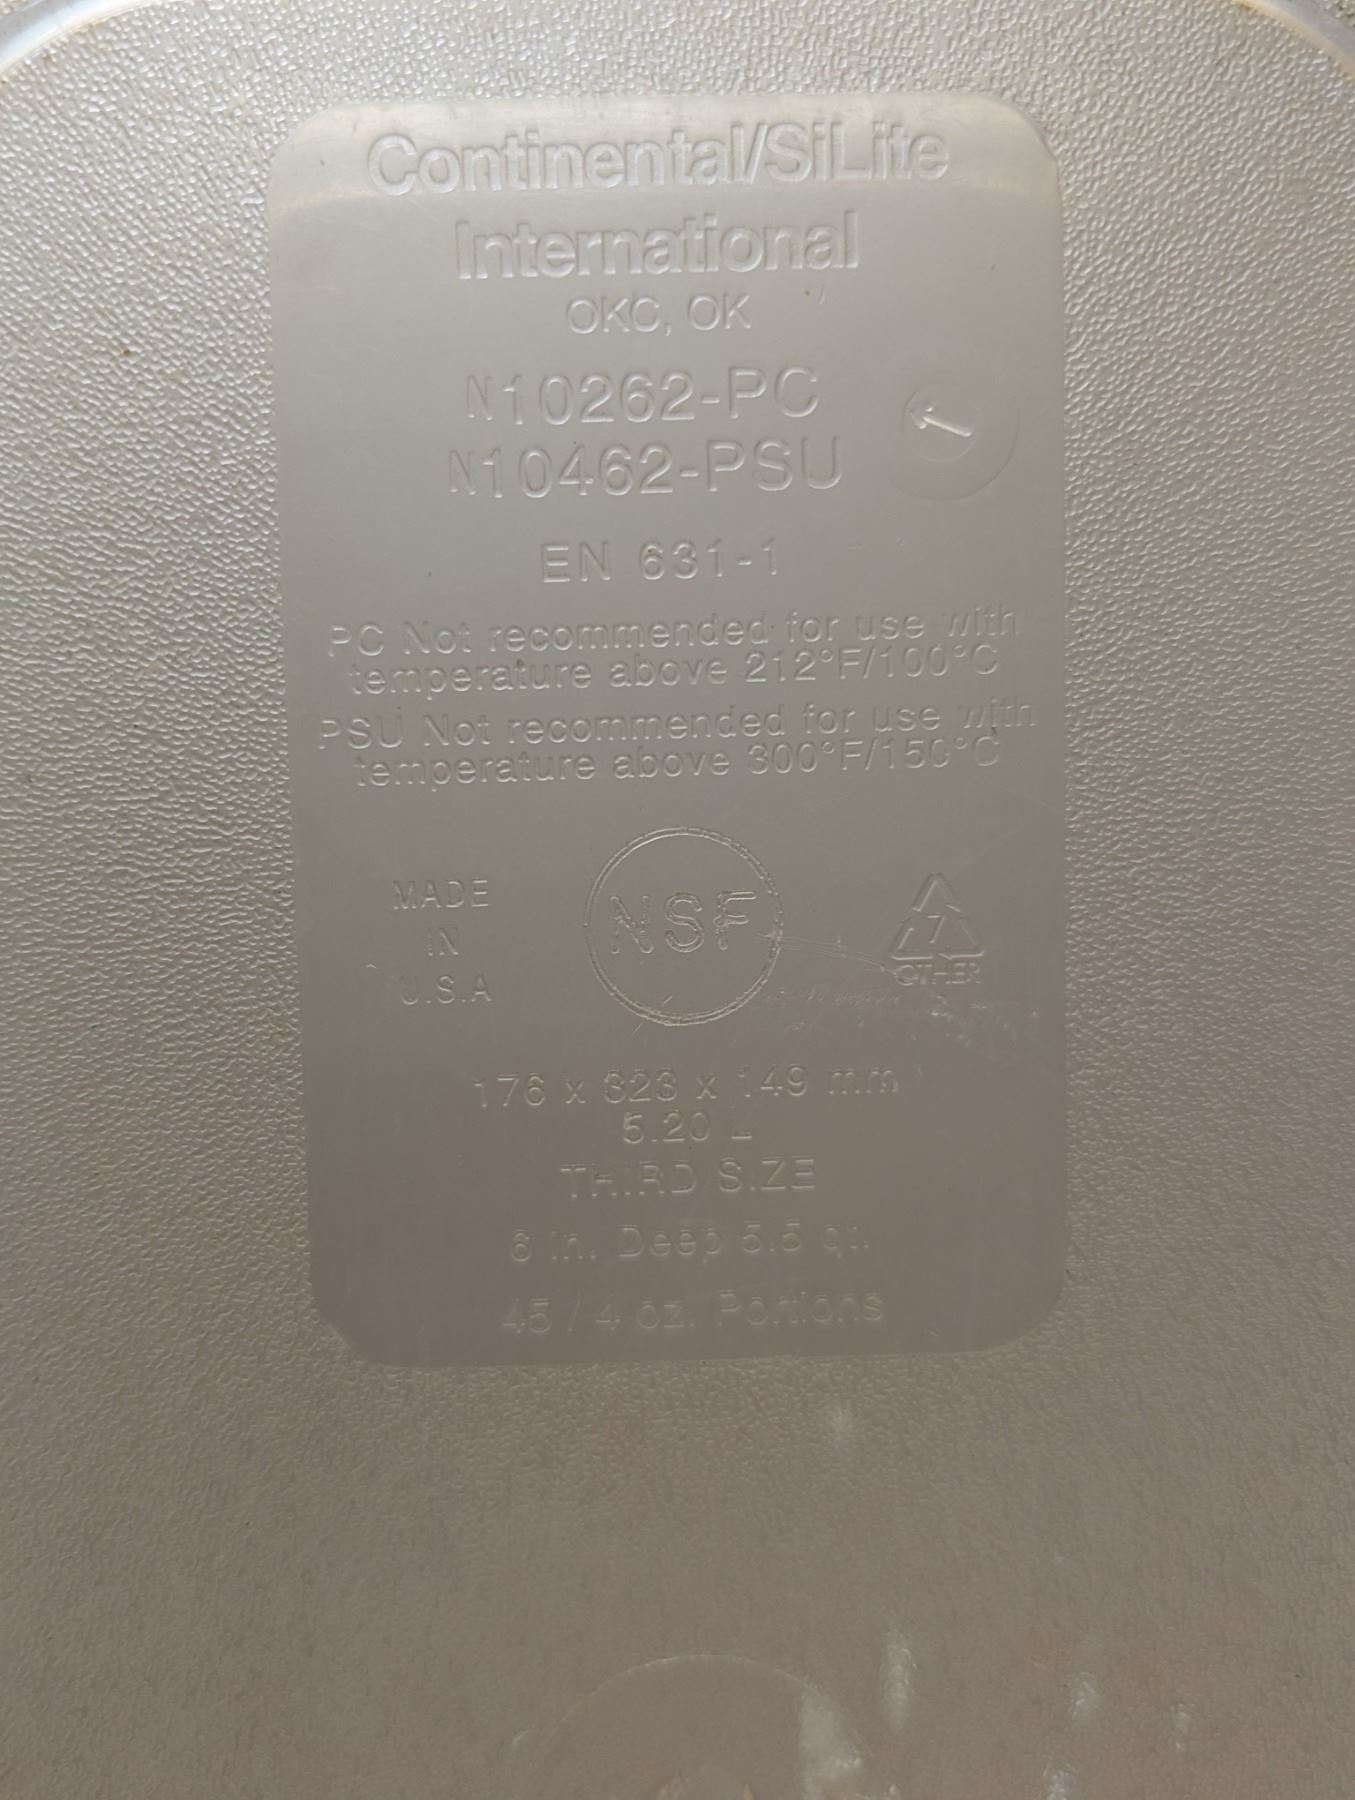 Continental/SiLite
International
OKC, OK
N10262-PC
N10462-PSU
EN 631-1
PC Not recommended for use with
temperature above 212°F/100°C
PSU Not recommended for use with
temperature above 300°F/150°C
MADE
IN
U.S.A
NSF
7
OTHER
176 x 323 x 149 mm
5.20 L
THIRD SIZE
6 in. Deep 5.5 qt.
45 / 4 oz. Portions